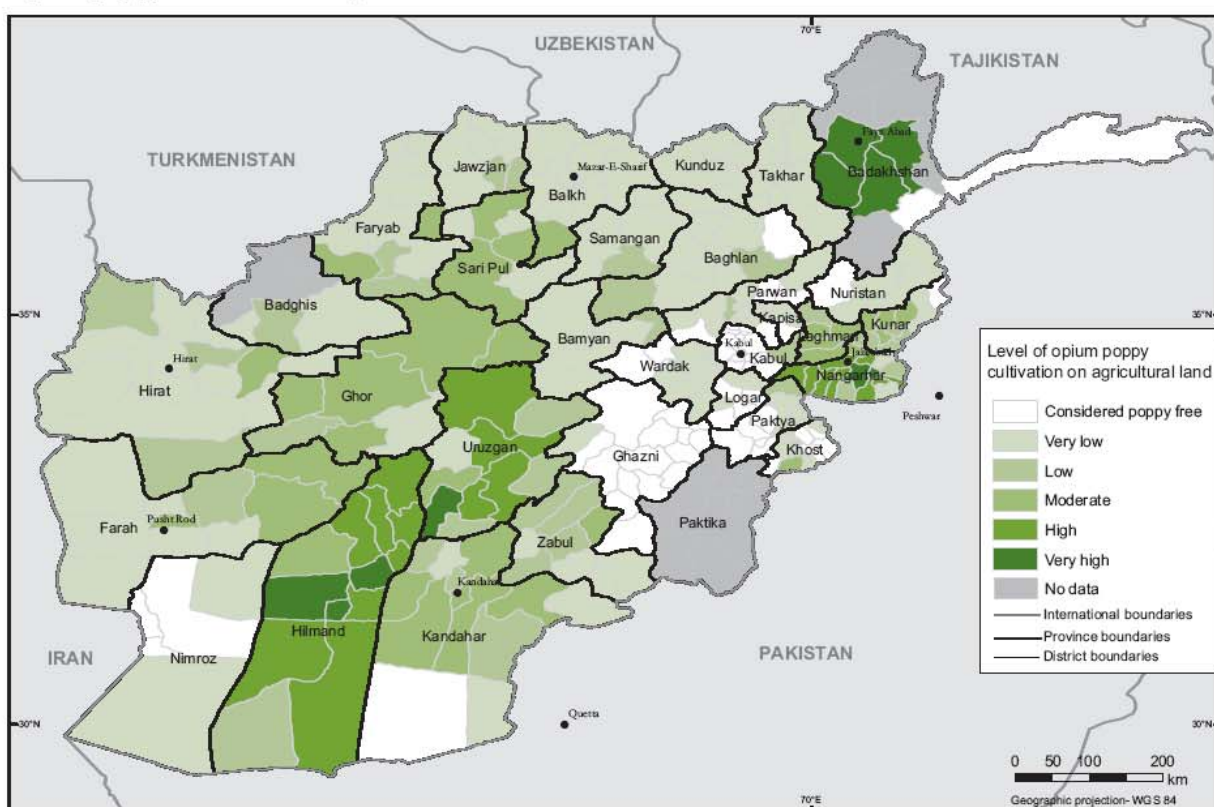 70°E
UZBEKISTAN
TAJIKISTAN
TURKMENISTAN
Jawzjan
Mazar-E-Sharif
Balkh
Kunduz
Takhar
Badakhshan
Faryab
Samangan
Sari Pul
Baghlan
Badghis
Parwan
Nuristan
35°N
35°N
Kapisa
Kunar
Bamyan
Laghman
Kabul
Kabul
Hirat
Wardak
Nangarhar
Hirat
Ghor
Logar
Peshwar
Paktya
Uruzgan
Ghazni
Khost
Farah
Pusht Rod
Paktika
Zabul
Kandahar
Hilmand
Nimroz
IRAN
PAKISTAN
Quetta
30°N
30°N
70°E
Level of opium poppy
cultivation on agricultural land
Considered poppy free
Very low
Low
Moderate
High
Very high
No data
International boundaries
Province boundaries
District boundaries
0 50 100 200
km
Geographic projection- WGS 84